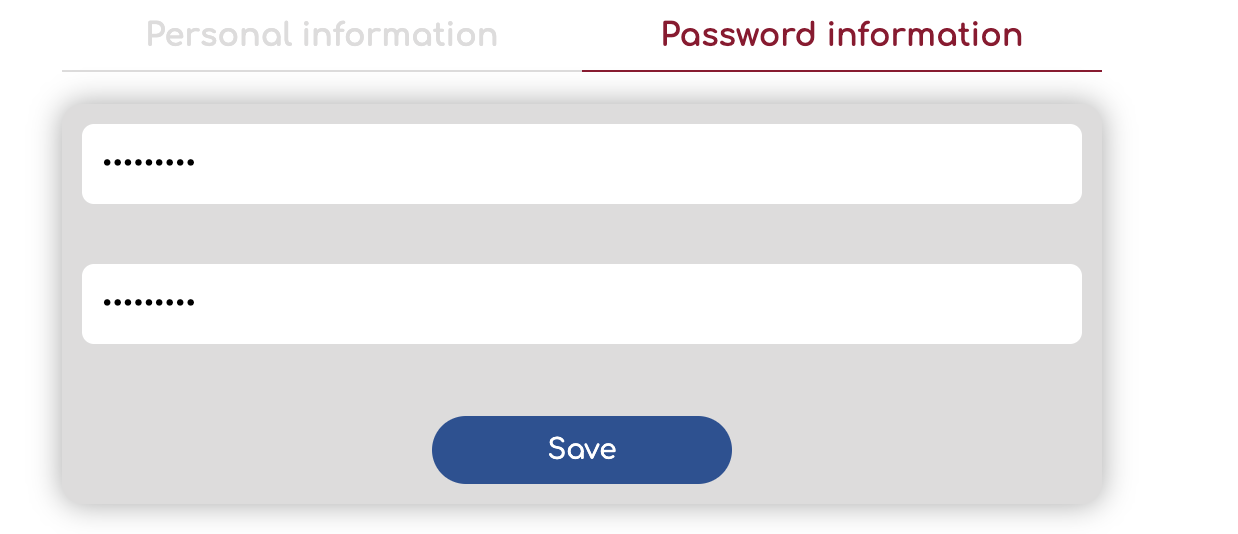 Personal information
Password information
•••••••••
•••••••••
Save